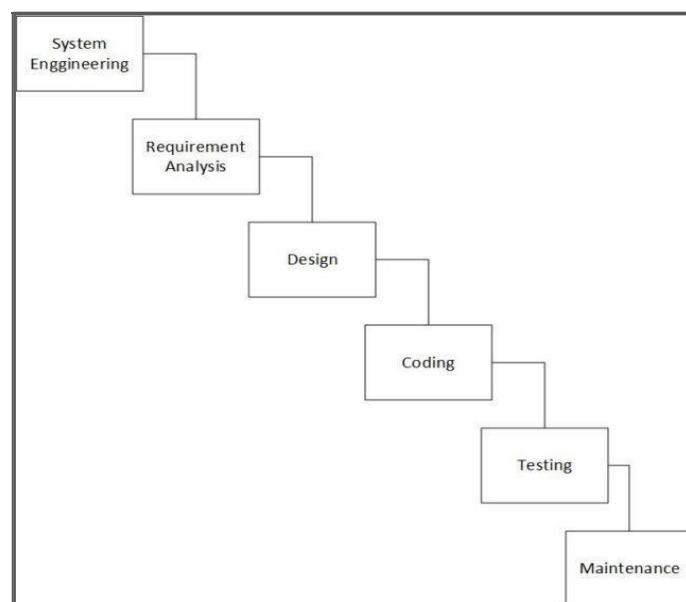 System
Enggineering
Requirement
Analysis
Design
Coding
Testing
Maintenance